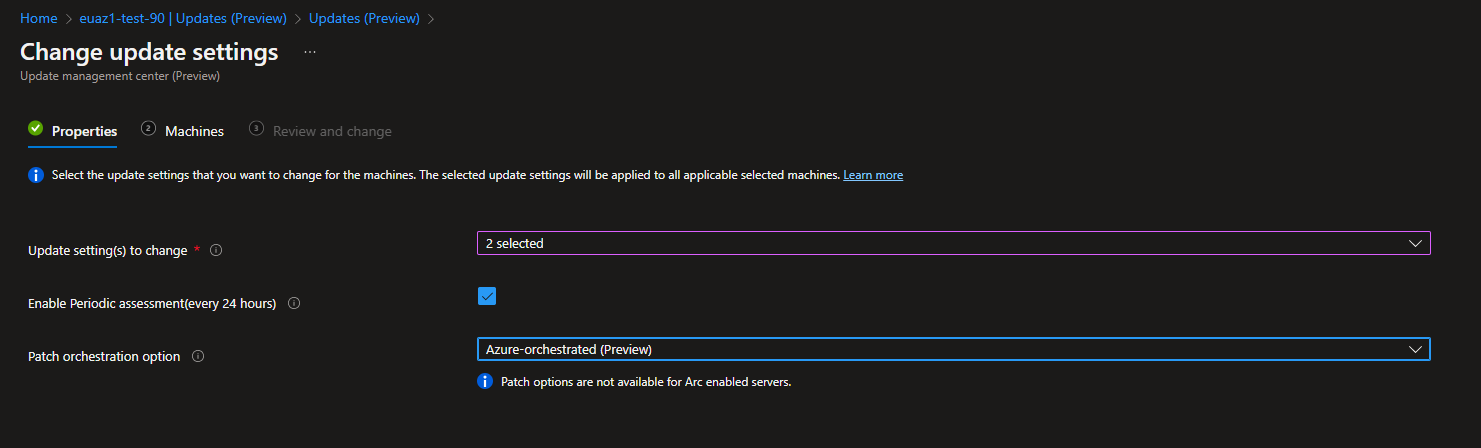 Home > euaz1-test-90 | Updates (Preview) > Updates (Preview) >
Change update settings ...
Update management center (Preview)
Properties 2 Machines 3 Review and change
Select the update settings that you want to change for the machines. The selected update settings will be applied to all applicable selected machines. Learn more
Update setting(s) to change * 2 selected
Enable Periodic assessment(every 24 hours)
Patch orchestration option Azure-orchestrated (Preview)
Patch options are not available for Arc enabled servers.